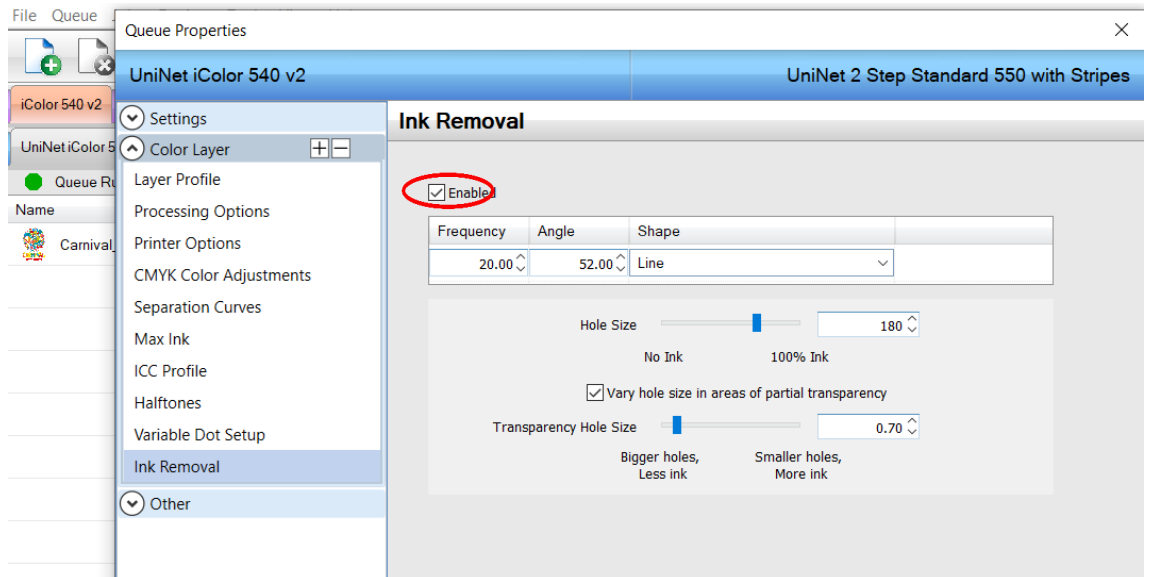 File Queue
Queue Properties
UniNet iColor 540 v2 UniNet 2 Step Standard 550 with Stripes
iColor 540 v2
Settings
Ink Removal
UniNet iColor 5
Color Layer
Queue Ru
Layer Profile
Enabled
Name
Processing Options
Frequency Angle Shape
Carnival_
Printer Options
20.00 52.00 Line
CMYK Color Adjustments
Separation Curves
Hole Size 180
Max Ink
No Ink 100% Ink
ICC Profile
Halftones
Vary hole size in areas of partial transparency
Variable Dot Setup
Transparency Hole Size 0.70
Ink Removal
Bigger holes, Smaller holes,
Less ink More ink
Other